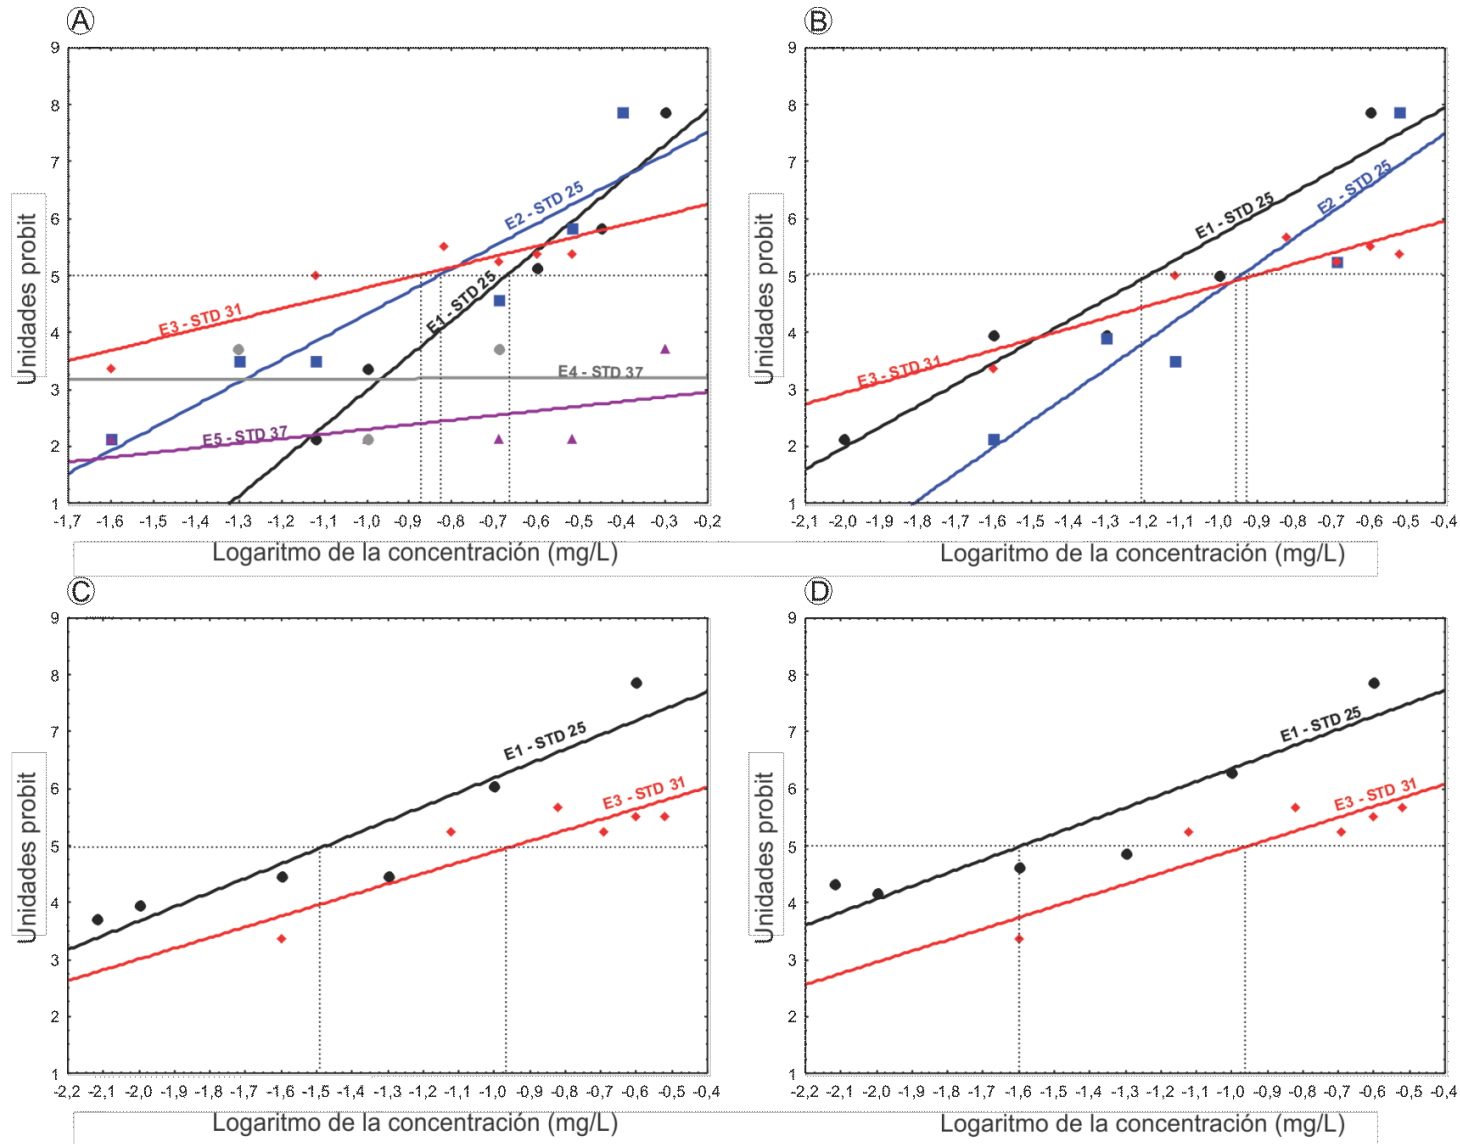 A
9
8
7
6
5
4
3
2
1
Unidades probit
E2 - STD 25
E1 - STD 25
E3 - STD 31
E4 - STD 37
E5 - STD 37
-1,7 -1,6 -1,5 -1,4 -1,3 -1,2 -1,1 -1,0 -0,9 -0,8 -0,7 -0,6 -0,5 -0,4 -0,3 -0,2
Logaritmo de la concentración (mg/L)
B
9
8
7
6
5
4
3
2
1
Unidades probit
E1 - STD 25
E2 - STD 25
E3 - STD 31
-2,1 -2,0 -1,9 -1,8 -1,7 -1,6 -1,5 -1,4 -1,3 -1,2 -1,1 -1,0 -0,9 -0,8 -0,7 -0,6 -0,5 -0,4
Logaritmo de la concentración (mg/L)
C
9
8
7
6
5
4
3
2
1
Unidades probit
E1 - STD 25
E3 - STD 31
-2,2 -2,1 -2,0 -1,9 -1,8 -1,7 -1,6 -1,5 -1,4 -1,3 -1,2 -1,1 -1,0 -0,9 -0,8 -0,7 -0,6 -0,5 -0,4
Logaritmo de la concentración (mg/L)
D
9
8
7
6
5
4
3
2
1
Unidades probit
E1 - STD 25
E3 - STD 31
-2,2 -2,1 -2,0 -1,9 -1,8 -1,7 -1,6 -1,5 -1,4 -1,3 -1,2 -1,1 -1,0 -0,9 -0,8 -0,7 -0,6 -0,5 -0,4
Logaritmo de la concentración (mg/L)